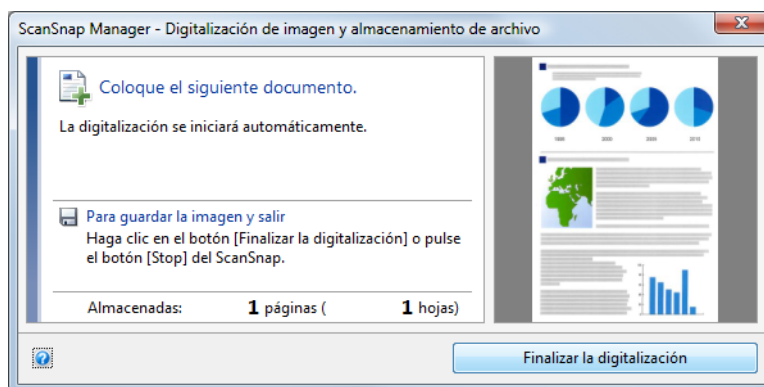 ScanSnap Manager - Digitalización de imagen y almacenamiento de archivo
Coloque el siguiente documento.
La digitalización se iniciará automáticamente.
Para guardar la imagen y salir
Haga clic en el botón [Finalizar la digitalización] o pulse
el botón [Stop] del ScanSnap.
Almacenadas: 1 páginas ( 1 hojas)
Finalizar la digitalización